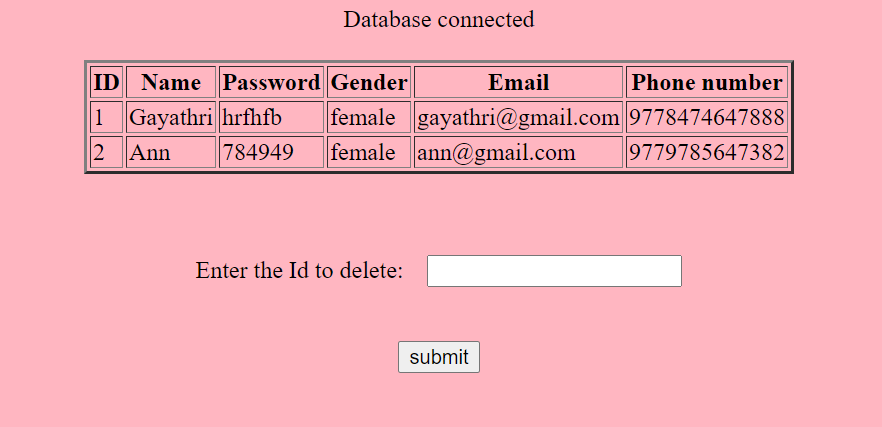 Database connected
ID Name Password Gender Email Phone number
1 Gayathri hrfhfb female gayathri@gmail.com 9778474647888
2 Ann 784949 female ann@gmail.com 9779785647382
Enter the Id to delete:
submit